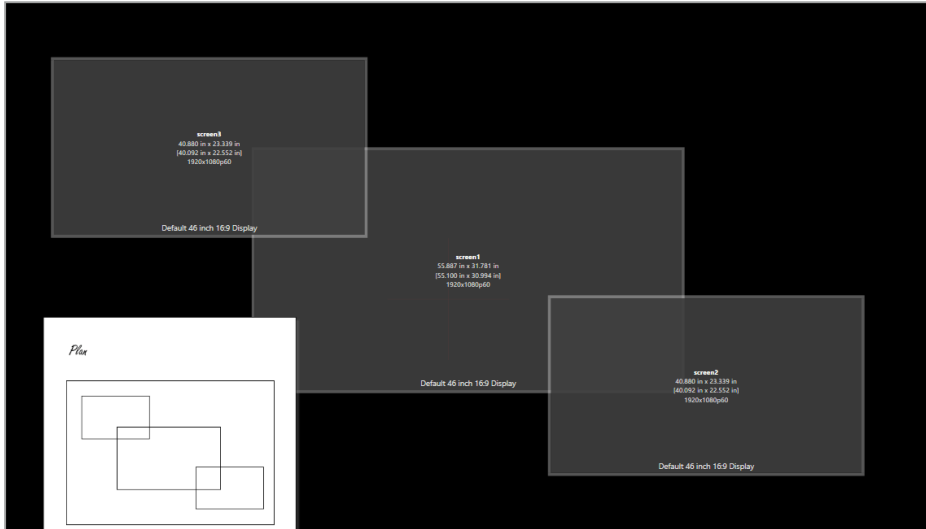 screen3
40.880 in x 23.339 in
[40.092 in x 22.552 in]
1920x1080p60
Default 46 inch 16:9 Display
screen1
55.887 in x 31.781 in
[55.100 in x 30.994 in]
1920x1080p60
Default 46 inch 16:9 Display
screen2
40.880 in x 23.339 in
[40.092 in x 22.552 in]
1920x1080p60
Default 46 inch 16:9 Display
Plan